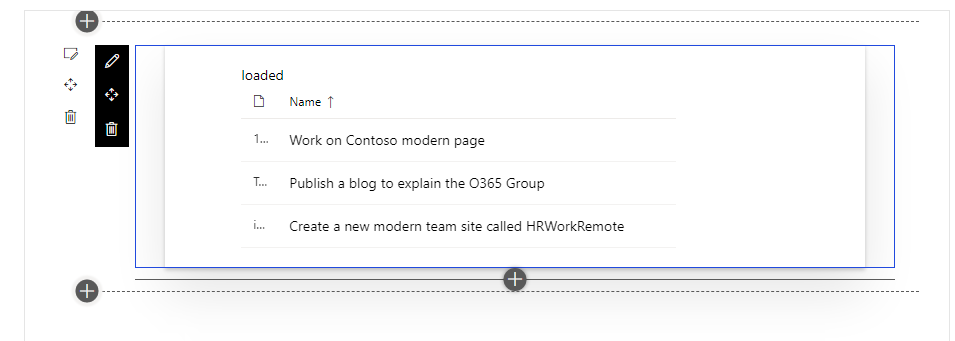 loaded
Name ↑
1... Work on Contoso modern page
T... Publish a blog to explain the O365 Group
i... Create a new modern team site called HRWorkRemote